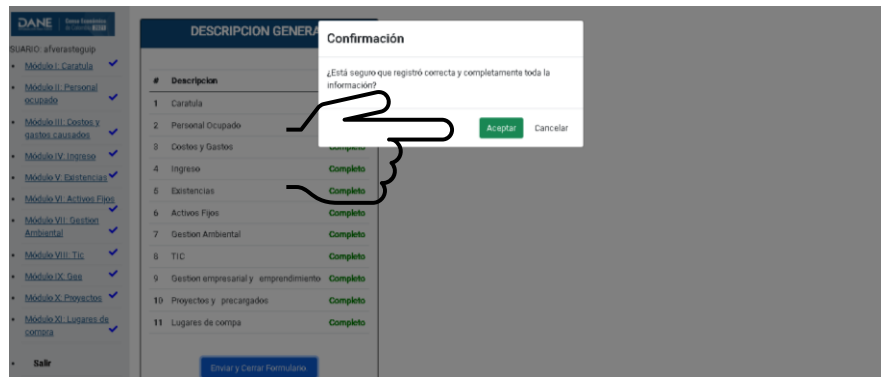 DANE
USUARIO: afverasteguip
Módulo I: Caratula
Módulo II: Personal
ocupado
Módulo III: Costos y
gastos causados
Módulo IV: Ingreso
Módulo V: Existencias
Módulo VI: Activos Fijos
Módulo VII: Gestion
Ambiental
Módulo VIII: Tic
Módulo IX: Gee
Módulo X: Proyectos
Módulo XI: Lugares de
compra
Salir
DESCRIPCION GENERA
# Descripcion
1 Caratula
2 Personal Ocupado
3 Costos y Gastos Completo
4 Ingreso Completo
5 Existencias Completo
6 Activos Fijos Completo
7 Gestion Ambiental Completo
8 TIC Completo
9 Gestion empresarial y emprendimiento Completo
10 Proyectos y precargados Completo
11 Lugares de compa Completo
Enviar y Cerrar Formulario
Confirmación
¿Está seguro que registró correcta y completamente toda la
información?
Aceptar Cancelar